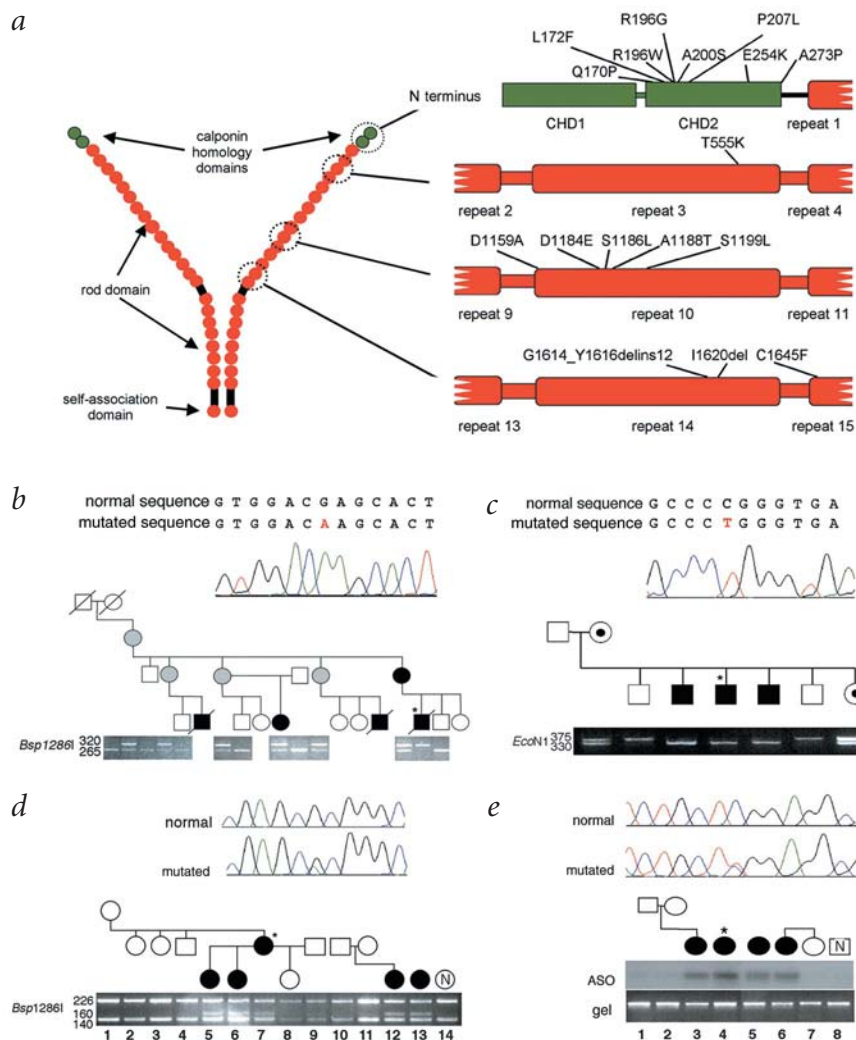 a
R196G
P207L
L172F
R196W
A200S
E254K
A273P
Q170P
N terminus
CHD1
CHD2
repeat 1
calponin
homology
domains
T555K
repeat 2
repeat 3
repeat 4
D1159A
D1184E
S1186L
A1188T
S1199L
rod domain
repeat 9
repeat 10
repeat 11
G1614_Y1616delins12
I1620del
C1645F
self-association
domain
repeat 13
repeat 14
repeat 15
b
normal sequence G T G G A C G A G C A C T
mutated sequence G T G G A C A A G C A C T
*
Bsp1286I
320
265
c
normal sequence G C C C C G G G T G A
mutated sequence G C C C T G G G T G A
*
EcoN1
375
330
d
normal
mutated
*
N
Bsp1286I
226
160
140
1 2 3 4 5 6 7 8 9 10 11 12 13 14
e
normal
mutated
*
N
ASO
gel
1 2 3 4 5 6 7 8